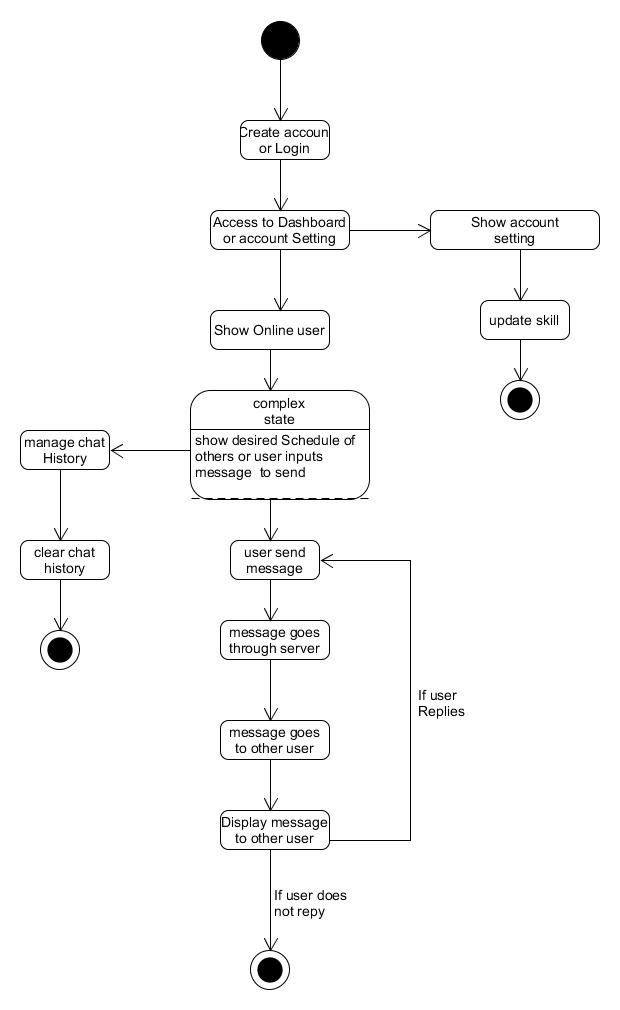 Create accoun
or Login
Access to Dashboard
or account Setting
Show account
setting
Show Online user
update skill
complex
state
show desired Schedule of
others or user inputs
message to send
manage chat
History
clear chat
history
user send
message
message goes
through server
If user
Replies
message goes
to other user
Display message
to other user
If user does
not repy